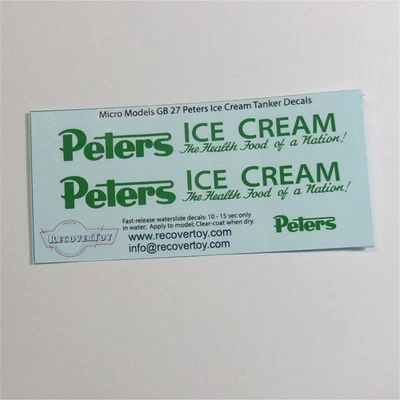 Micro Models GB 27 Peters Ice Cream Tanker Decals
Peters ICE CREAM
The Health Food of a Nation!
Peters ICE CREAM
The Health Food of a Nation!
Fast-release waterslide decals: 10 - 15 sec only
in water; Apply to model; Clear-coat when dry.
Peters
RECOVERTOY
www.recovertoy.com
info@recovertoy.com